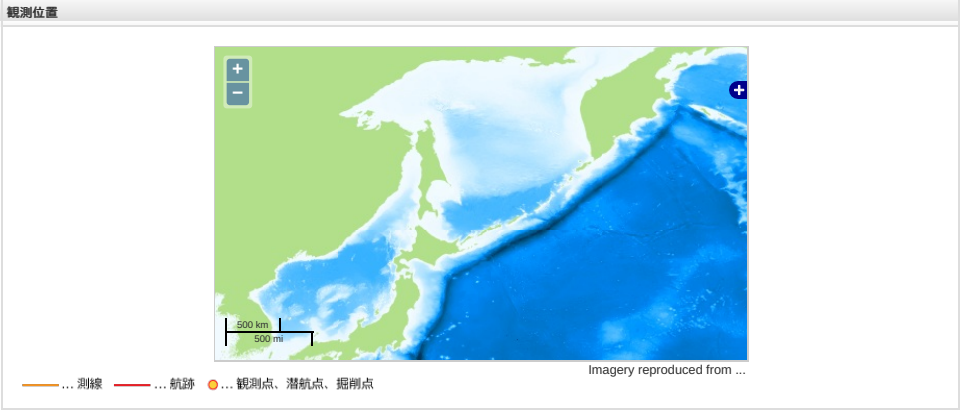 観測位置
+
−
+
500 km
500 mi
Imagery reproduced from ...
... 測線 ... 航跡 ... 観測点、潜航点、掘削点